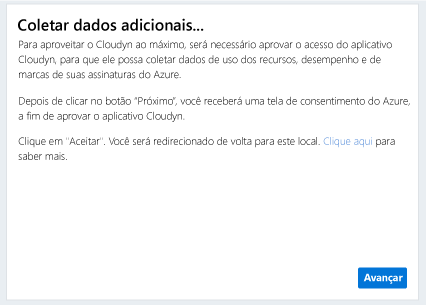 Coletar dados adicionais...
Para aproveitar o Cloudyn ao máximo, será necessário aprovar o acesso do aplicativo
Cloudyn, para que ele possa coletar dados de uso dos recursos, desempenho e de
marcas de suas assinaturas do Azure.
Depois de clicar no botão "Próximo", você receberá uma tela de consentimento do Azure,
a fim de aprovar o aplicativo Cloudyn.
Clique em "Aceitar". Você será redirecionado de volta para este local. Clique aqui para
saber mais.
Avançar